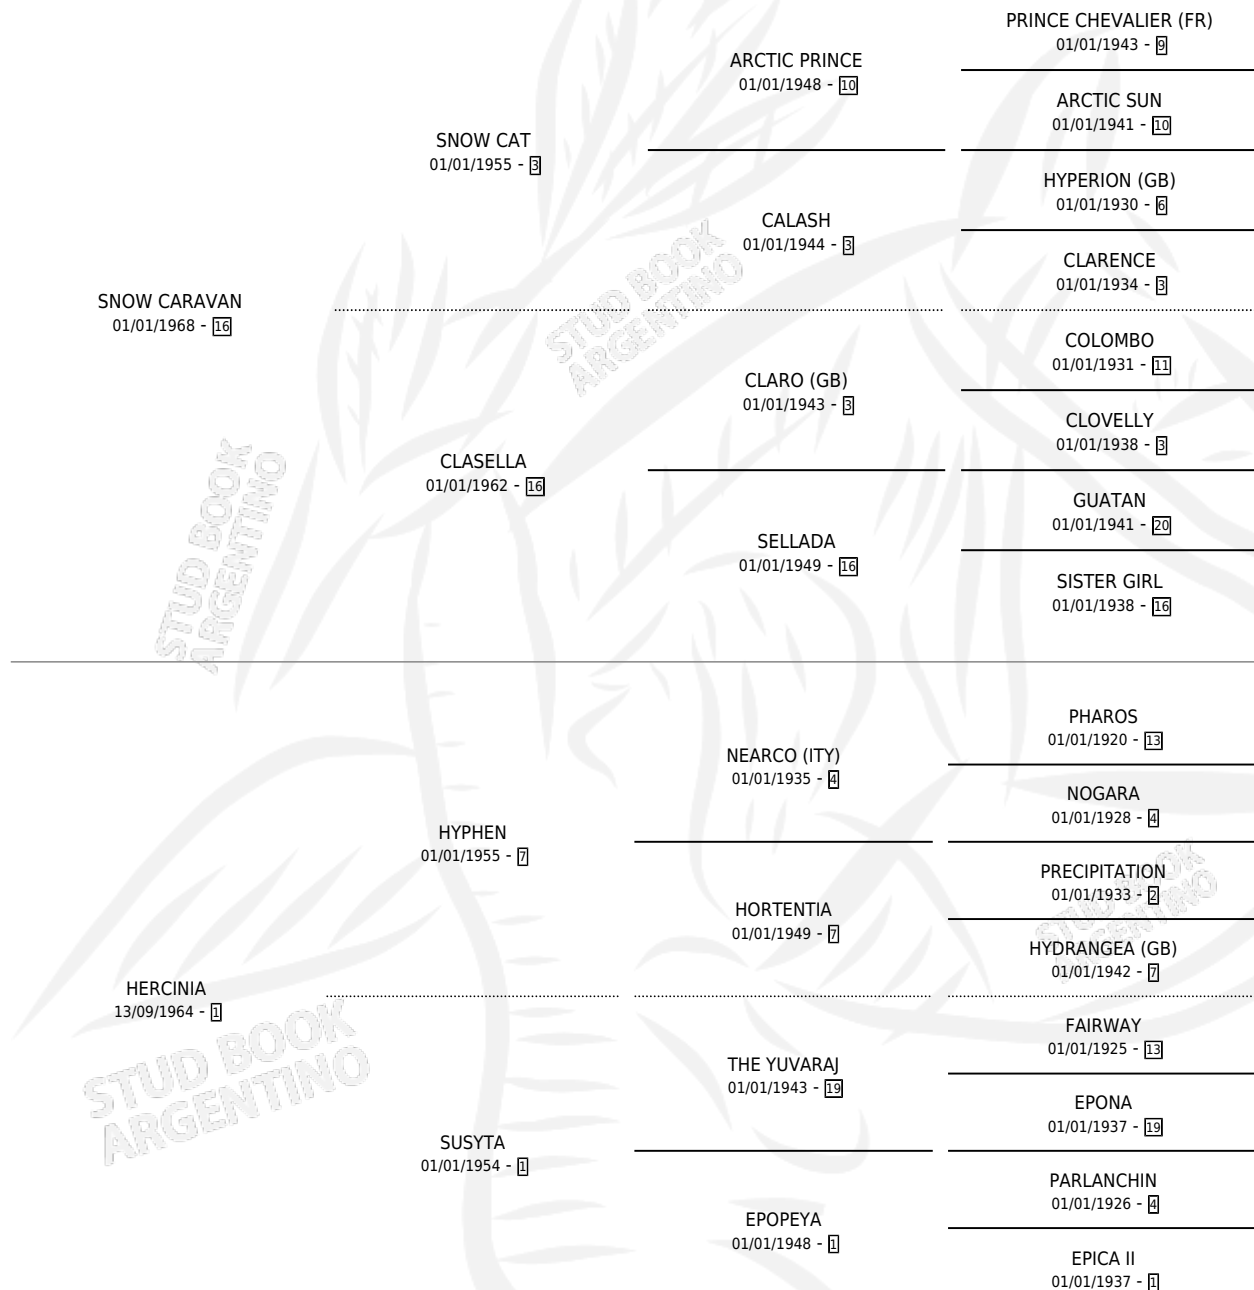 PRINCE CHEVALIER (FR)
01/01/1943 - 9
ARCTIC PRINCE
01/01/1948 - 10
ARCTIC SUN
01/01/1941 - 10
SNOW CAT
01/01/1955 - 3
HYPERION (GB)
01/01/1930 - 6
CALASH
01/01/1944 - 3
CLARENCE
01/01/1934 - 3
SNOW CARAVAN
01/01/1968 - 16
COLOMBO
01/01/1931 - 11
CLARO (GB)
01/01/1943 - 3
CLOVELLY
01/01/1938 - 3
CLASELLA
01/01/1962 - 16
GUATAN
01/01/1941 - 20
SELLADA
01/01/1949 - 16
SISTER GIRL
01/01/1938 - 16
PHAROS
01/01/1920 - 13
NEARCO (ITY)
01/01/1935 - 4
NOGARA
01/01/1928 - 4
HYPHEN
01/01/1955 - 7
PRECIPITATION
01/01/1933 - 2
HORTENTIA
01/01/1949 - 7
HYDRANGEA (GB)
01/01/1942 - 7
HERCINIA
13/09/1964 - 1
FAIRWAY
01/01/1925 - 13
THE YUVARAJ
01/01/1943 - 19
EPONA
01/01/1937 - 19
SUSYTA
01/01/1954 - 1
PARLANCHIN
01/01/1926 - 4
EPOPEYA
01/01/1948 - 1
EPICA II
01/01/1937 - 1
STUD BOOK
ARGENTINO
STUD BOOK
ARGENTINO
STUD BOOK
ARGENTINO
STUD BOOK
ARGENTINO